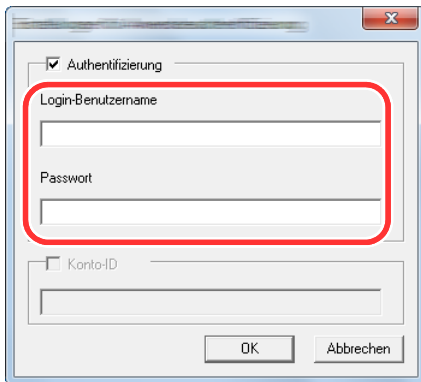 Authentifizierung
Login-Benutzername
Passwort
Konto-ID
OK Abbrechen